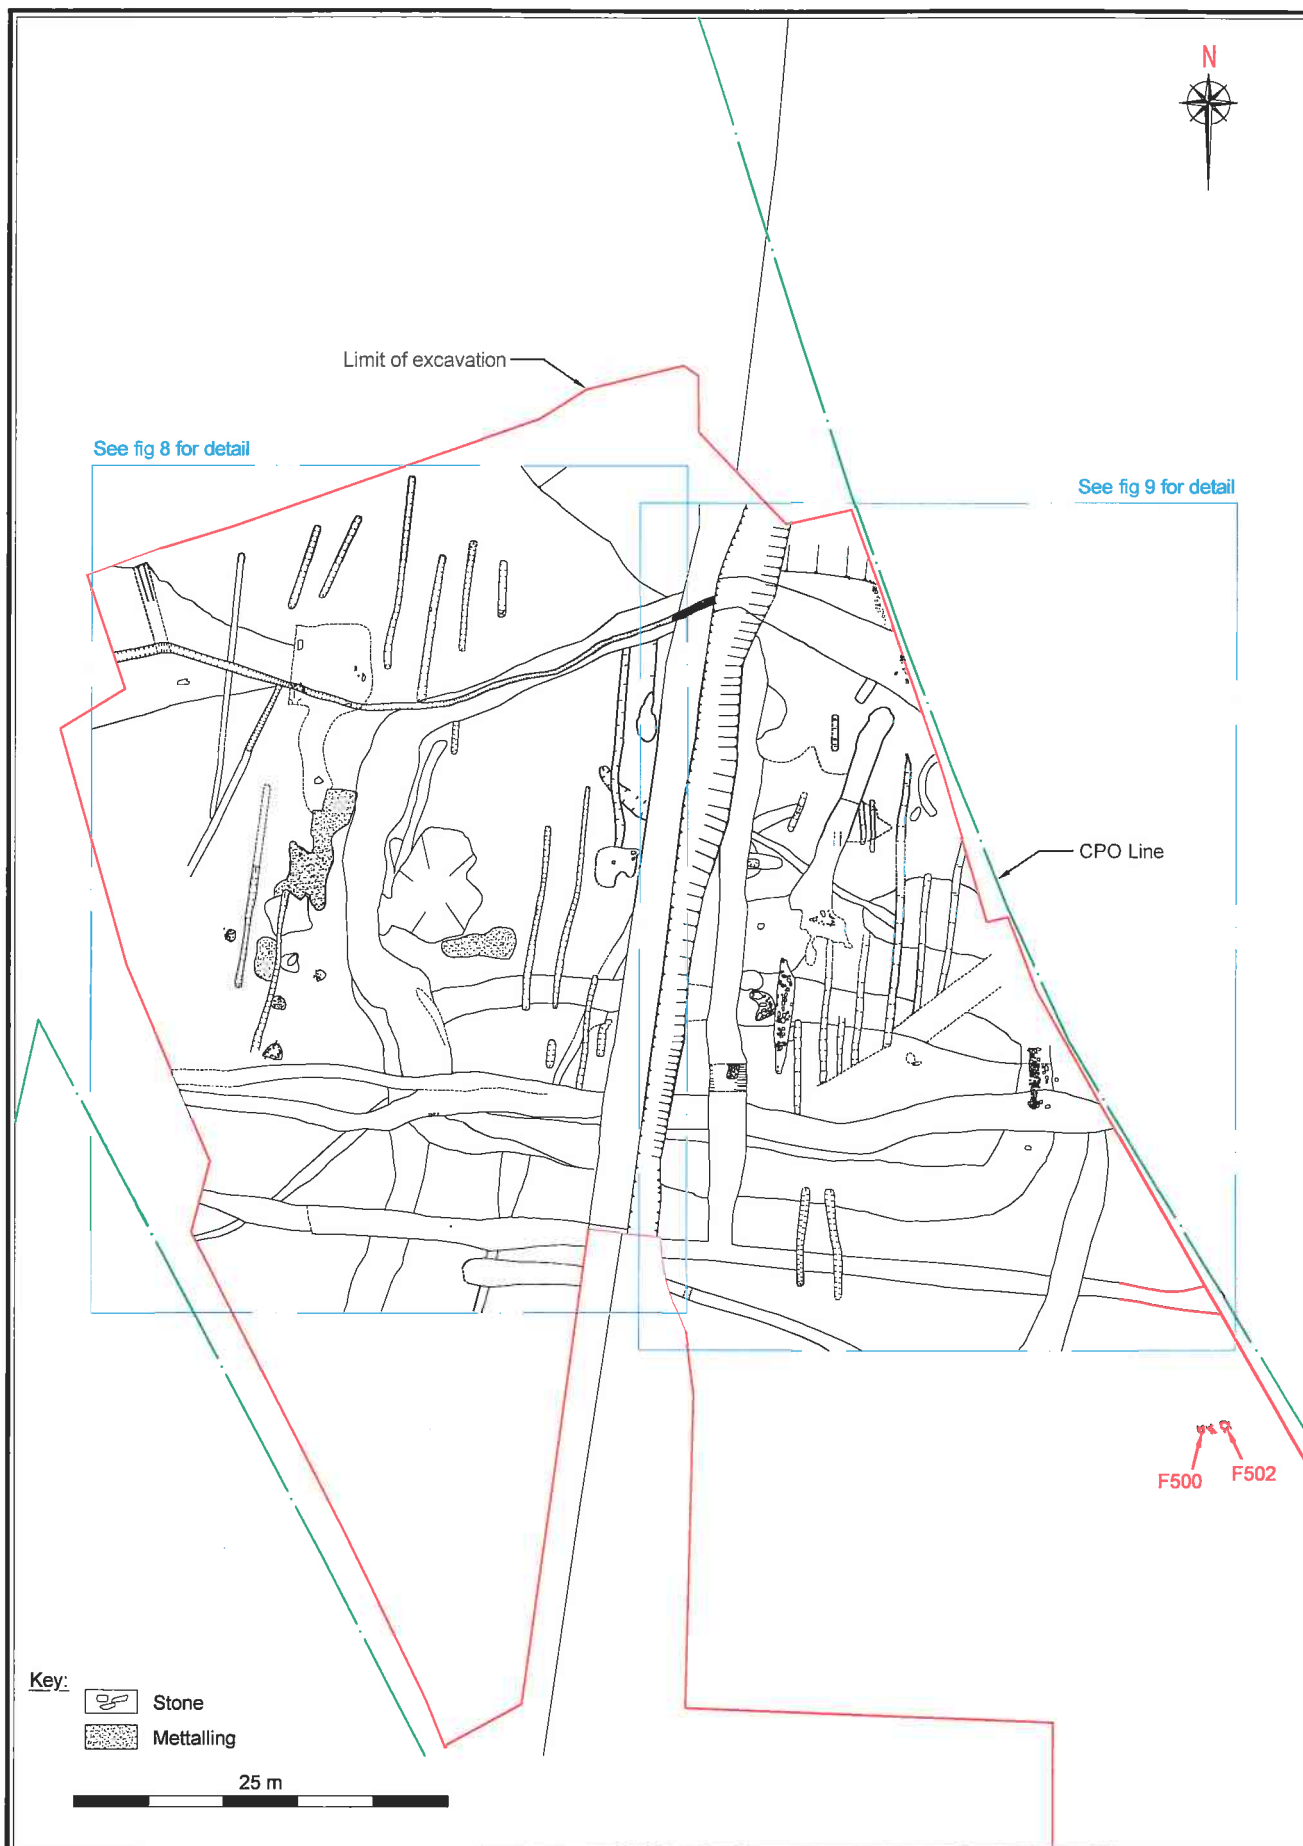 N
Limit of excavation
See fig 8 for detail
See fig 9 for detail
CPO Line
F500
F502
Key:
Stone
Mettalling
25 m